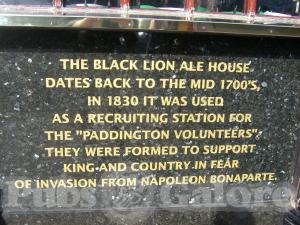 THE BLACK LION ALE HOUSE
DATES BACK TO THE MID 1700'S,
IN 1830 IT WAS USED
AS A RECRUITING STATION FOR
THE "PADDINGTON VOLUNTEERS"
THEY WERE FORMED TO SUPPORT
KING AND COUNTRY IN FEAR
OF INVASION FROM NAPOLEON BONAPARTE.
Pubs Galore